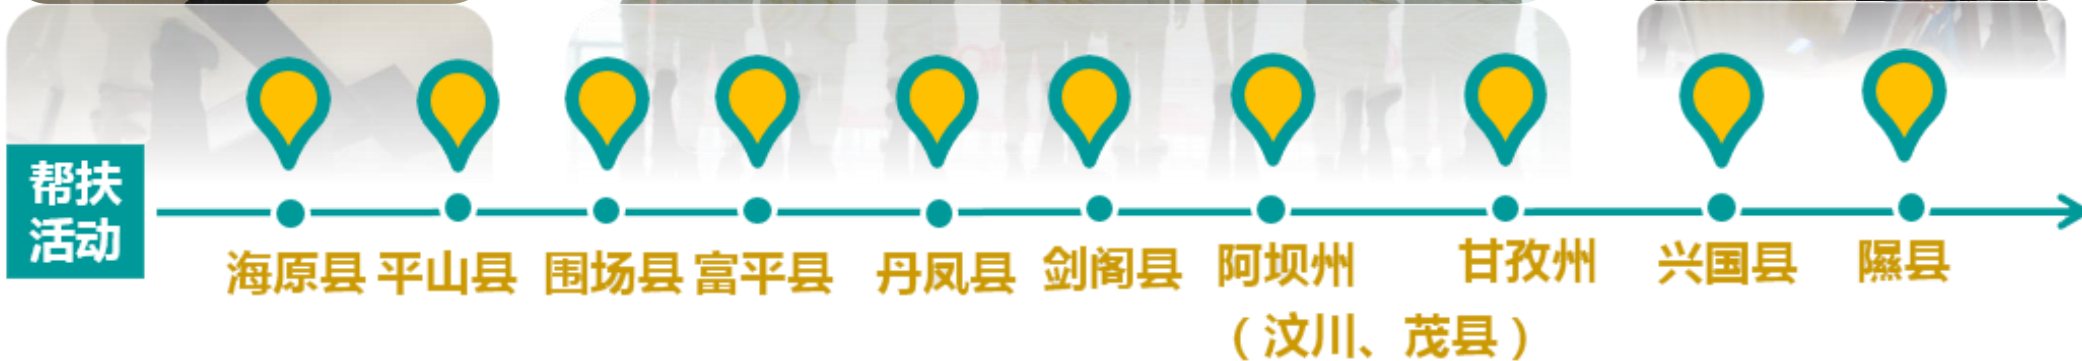 帮扶
活动
海原县 平山县 围场县 富平县 丹凤县 剑阁县 阿坝州 甘孜州 兴国县 隰县
（汶川、茂县）